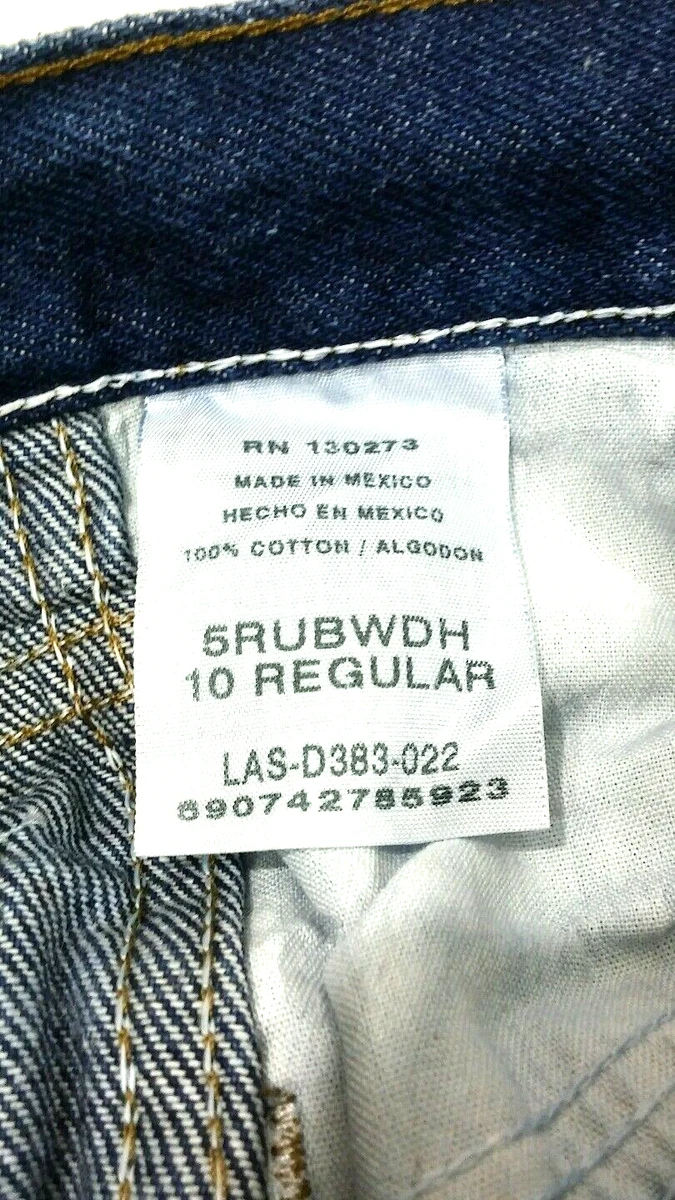 RN 130273
MADE IN MEXICO
HECHO EN MEXICO
100% COTTON / ALGODON
5RUBWDH
10 REGULAR
LAS-D383-022
890742785923